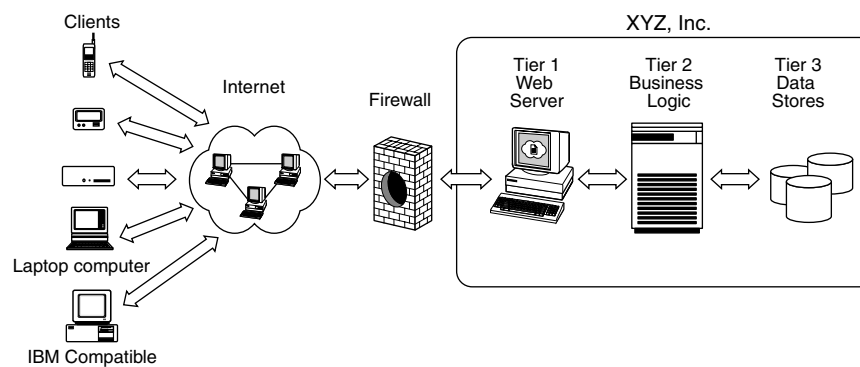 Clients
XYZ, Inc.
Internet
Firewall
Tier 1
Web
Server
Tier 2
Business
Logic
Tier 3
Data
Stores
Laptop computer
IBM Compatible